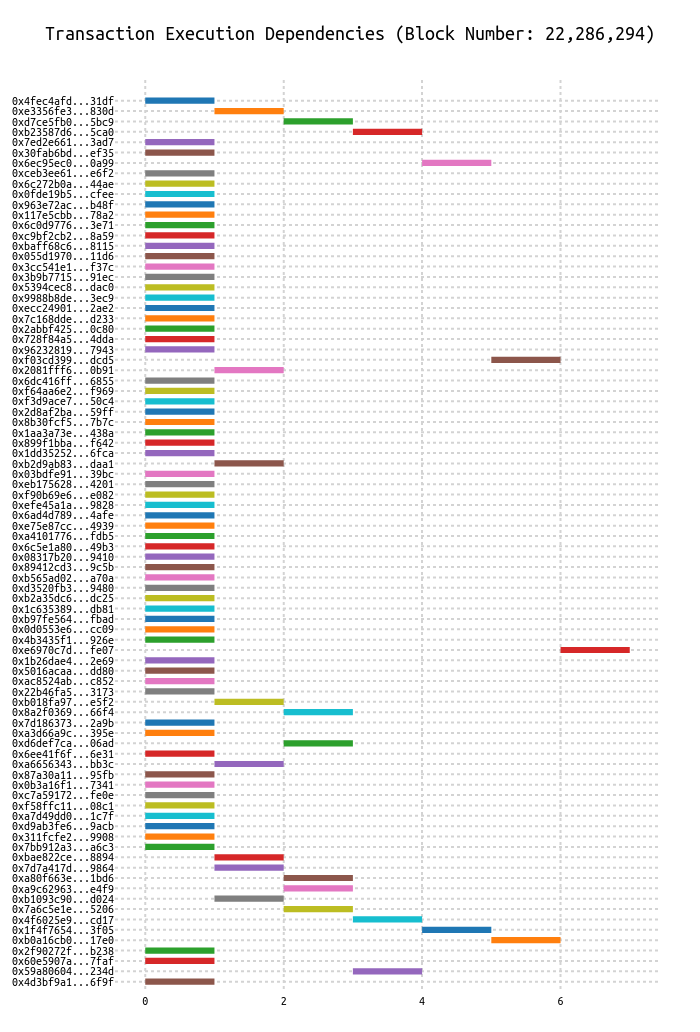 Transaction Execution Dependencies (Block Number: 22,286,294)
0x4fec4afd...31df
0xe3356fe3...830d
0xd7ce5fb0...5bc9
0xb23587d6...5ca0
0x7ed2e661...3ad7
0x30fab6bd...ef35
0x6ec95ec0...0a99
0xceb3ee61...e6f2
0x6c272b0a...44ae
0x0fde19b5...cfee
0x963e72ac...b48f
0x117e5cbb...78a2
0x6c0d9776...3e71
0xc9bf2cb2...8a59
0xbaff68c6...8115
0x055d1970...11d6
0x3cc541e1...f37c
0x3b9b7715...91ec
0x5394cec8...dac0
0x9988b8de...3ec9
0xecc24901...2ae2
0x7c168dde...d233
0x2abbf425...0c80
0x728f84a5...4dda
0x96232819...7943
0xf03cd399...dcd5
0x2081fff6...0b91
0x6dc416ff...6855
0xf64aa6e2...f969
0xf3d9ace7...50c4
0x2d8af2ba...59ff
0x8b30fcf5...7b7c
0x1aa3a73e...438a
0x899f1bba...f642
0x1dd35252...6fca
0xb2d9ab83...daa1
0x03bdfe91...39bc
0xeb175628...4201
0xf90b69e6...e082
0xefe45a1a...9828
0x6ad4d789...4afe
0xe75e87cc...4939
0xa4101776...fdb5
0x6c5e1a80...49b3
0x08317b20...9410
0x89412cd3...9c5b
0xb565ad02...a70a
0xd3520fb3...9480
0xb2a35dc6...dc25
0x1c635389...db81
0xb97fe564...fbad
0x0d0553e6...cc09
0x4b3435f1...926e
0xe6970c7d...fe07
0x1b26dae4...2e69
0x5016acaa...dd80
0xac8524ab...c852
0x22b46fa5...3173
0xb018fa97...e5f2
0x8a2f0369...66f4
0x7d186373...2a9b
0xa3d66a9c...395e
0xd6def7ca...06ad
0x6ee41f6f...6e31
0xa6656343...bb3c
0x87a30a11...95fb
0x0b3a16f1...7341
0xc7a59172...fe0e
0xf58ffc11...08c1
0xa7d49dd0...1c7f
0xd9ab3fe6...9acb
0x311fcfe2...9908
0x7bb912a3...a6c3
0xbae822ce...8894
0x7d7a417d...9864
0xa80f663e...1bd6
0xa9c62963...e4f9
0xb1093c90...d024
0x7a6c5e1e...5206
0x4f6025e9...cd17
0x1f4f7654...3f05
0xb0a16cb0...17e0
0x2f90272f...b238
0x60e5907a...7faf
0x59a80604...234d
0x4d3bf9a1...6f9f
0 2 4 6